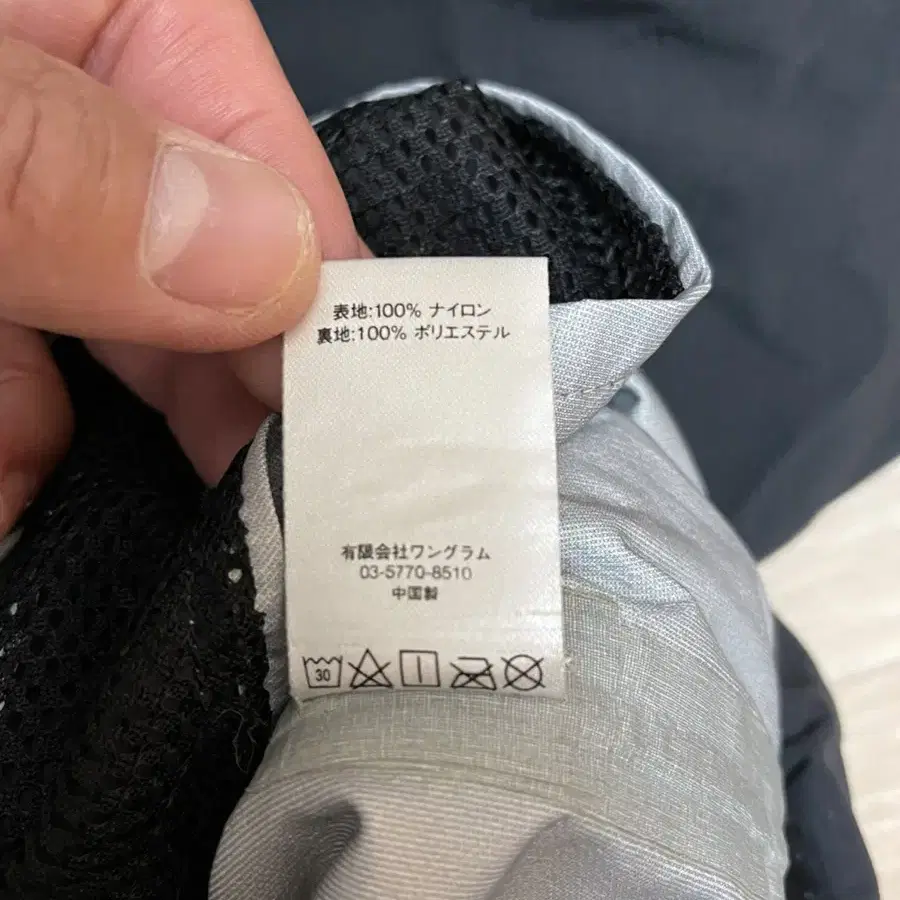 表地:100% ナイロン
裏地:100% ポリエステル
有限会社ワングラム
03-5770-8510
中国製
30